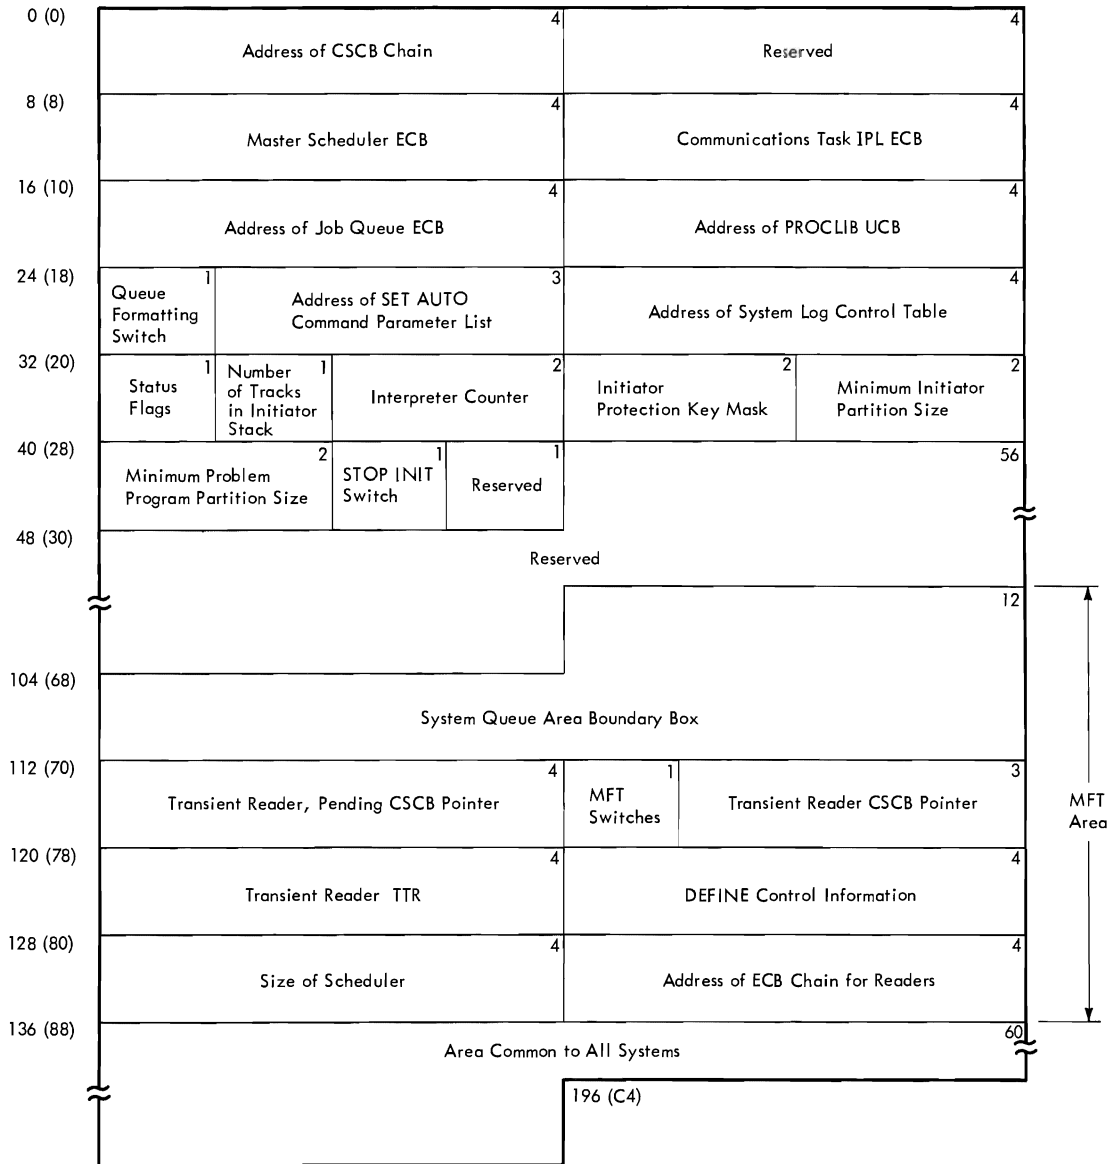 0 (0)
4
Address of CSCB Chain
4
Reserved
8 (8)
4
Master Scheduler ECB
4
Communications Task IPL ECB
16 (10)
4
Address of Job Queue ECB
4
Address of PROCLIB UCB
24 (18)
1
Queue
Formatting
Switch
3
Address of SET AUTO
Command Parameter List
4
Address of System Log Control Table
32 (20)
1
Status
Flags
1
Number
of Tracks
in Initiator
Stack
2
Interpreter Counter
2
Initiator
Protection Key Mask
2
Minimum Initiator
Partition Size
40 (28)
2
Minimum Problem
Program Partition Size
1
STOP INIT
Switch
1
Reserved
56
48 (30)
Reserved
12
104 (68)
System Queue Area Boundary Box
112 (70)
4
Transient Reader, Pending CSCB Pointer
1
MFT
Switches
3
Transient Reader CSCB Pointer
MFT
Area
120 (78)
4
Transient Reader TTR
4
DEFINE Control Information
128 (80)
4
Size of Scheduler
4
Address of ECB Chain for Readers
136 (88)
60
Area Common to All Systems
196 (C4)